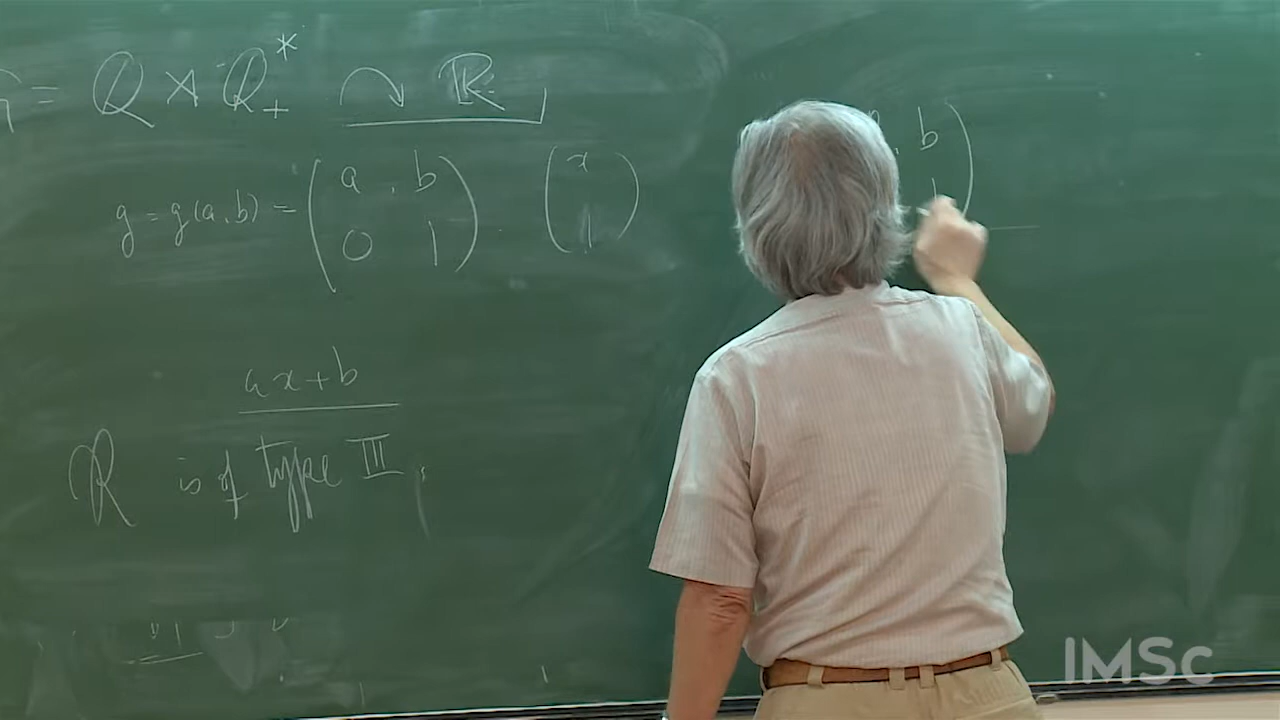 = Q ⋊ Q₊* ↷ ℝ
g = g(a,b) = ( a , b ) ( x )
( 0 1 ) ( 1 )
b )
ax+b
R is of type III,
IMSc